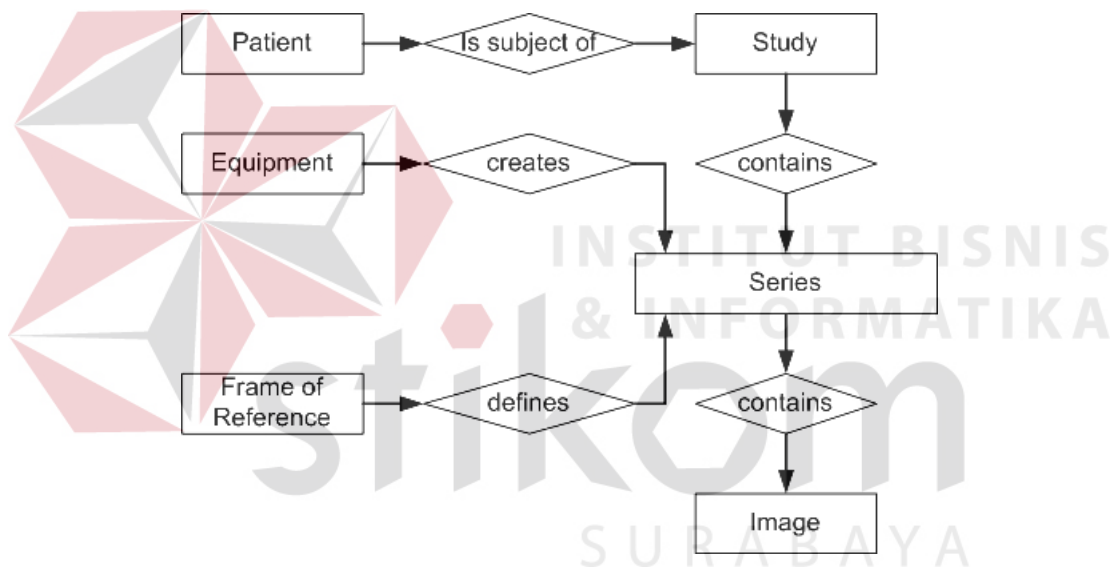 Patient
Is subject of
Study
Equipment
creates
contains
INSTITUT BISNIS
Series
& INFORMATIKA
stikom
Frame of
Reference
defines
contains
Image
SURABAYA